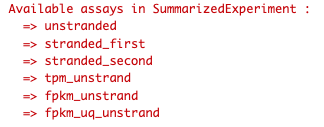 Available assays in SummarizedExperiment :
  => unstranded
  => stranded_first
  => stranded_second
  => tpm_unstrand
  => fpkm_unstrand
  => fpkm_uq_unstrand